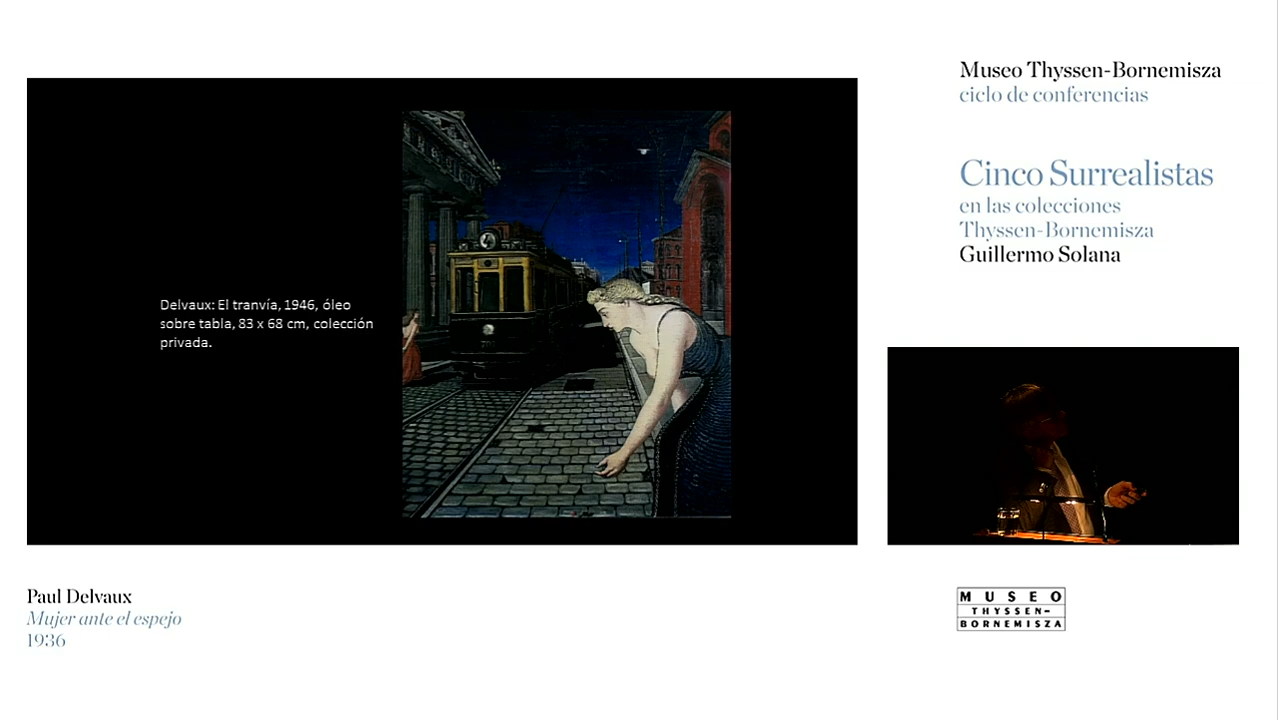 Museo Thyssen-Bornemisza
ciclo de conferencias
Cinco Surrealistas
en las colecciones
Thyssen-Bornemisza
Guillermo Solana
Delvaux: El tranvía, 1946, óleo
sobre tabla, 83 x 68 cm, colección
privada.
4
Paul Delvaux
Mujer ante el espejo
1936
MUSEO
THYSSEN-
BORNEMISZA